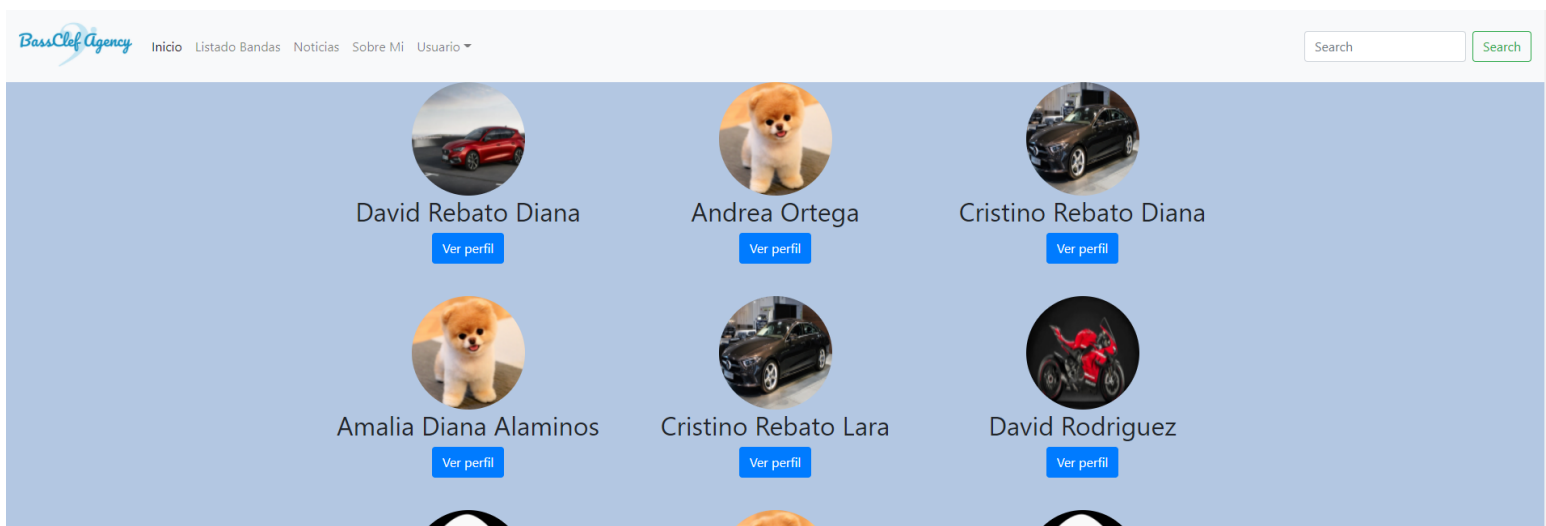 BassClef Agency
Inicio Listado Bandas Noticias Sobre Mi Usuario
Search Search
David Rebato Diana Andrea Ortega Cristino Rebato Diana
Ver perfil Ver perfil Ver perfil
Amalia Diana Alaminos Cristino Rebato Lara David Rodriguez
Ver perfil Ver perfil Ver perfil